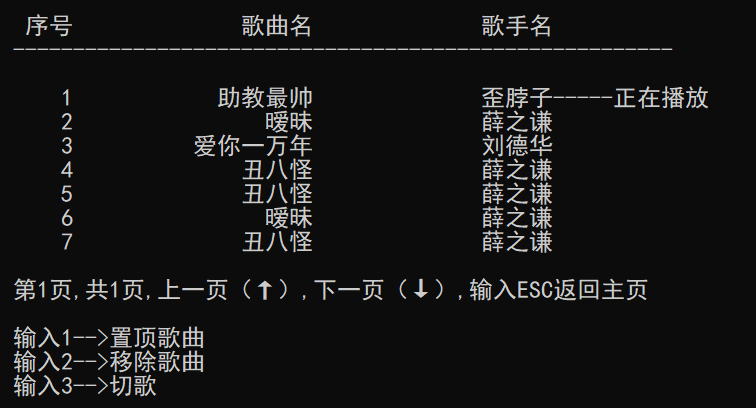 序号 歌曲名 歌手名
-------------------------------------------------------
1 助教最帅 歪脖子-----正在播放
2 暧昧 薛之谦
3 爱你一万年 刘德华
4 丑八怪 薛之谦
5 丑八怪 薛之谦
6 暧昧 薛之谦
7 丑八怪 薛之谦
第1页,共1页,上一页（↑）,下一页（↓）,输入ESC返回主页
输入1-->置顶歌曲
输入2-->移除歌曲
输入3-->切歌